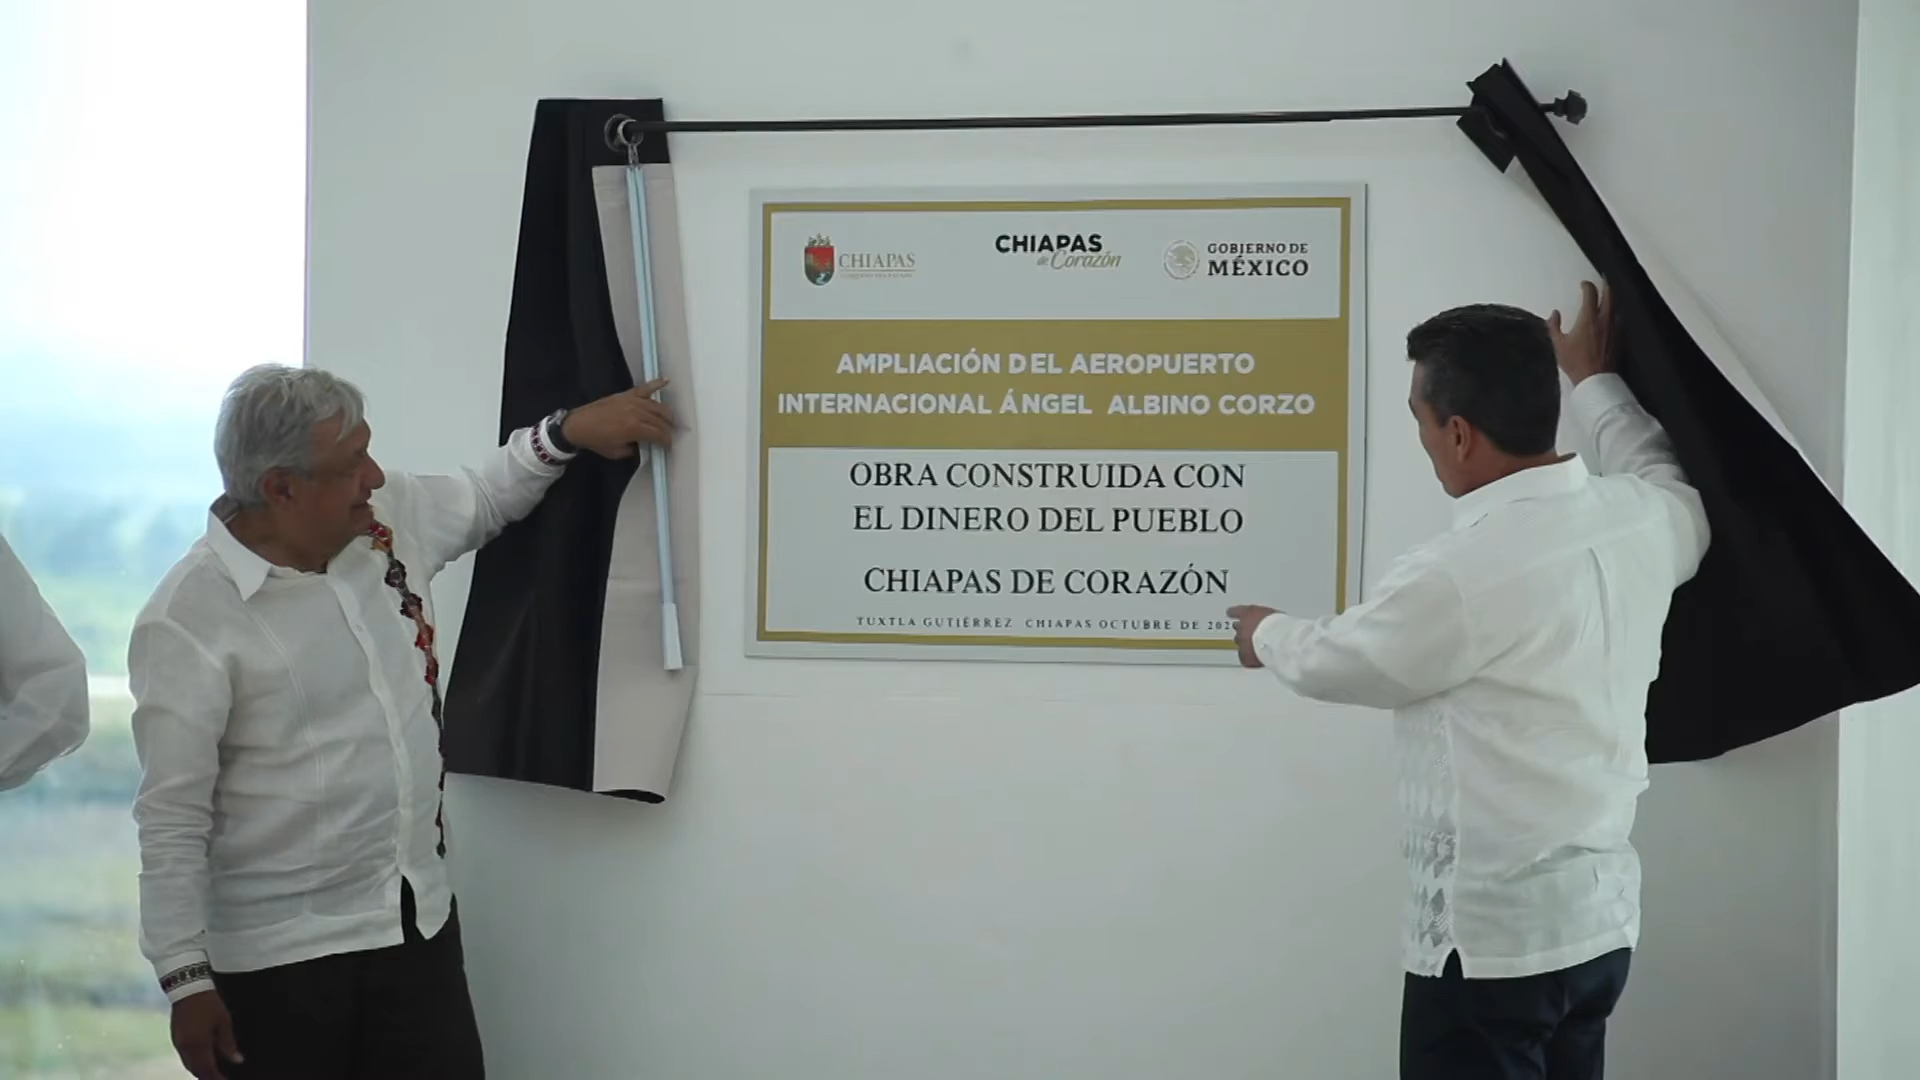 CHIAPAS
CHIAPAS
de Corazón
GOBIERNO DE
MÉXICO
AMPLIACIÓN DEL AEROPUERTO
INTERNACIONAL ÁNGEL ALBINO CORZO
OBRA CONSTRUIDA CON
EL DINERO DEL PUEBLO
CHIAPAS DE CORAZÓN
TUXTLA GUTIÉRREZ CHIAPAS OCTUBRE DE